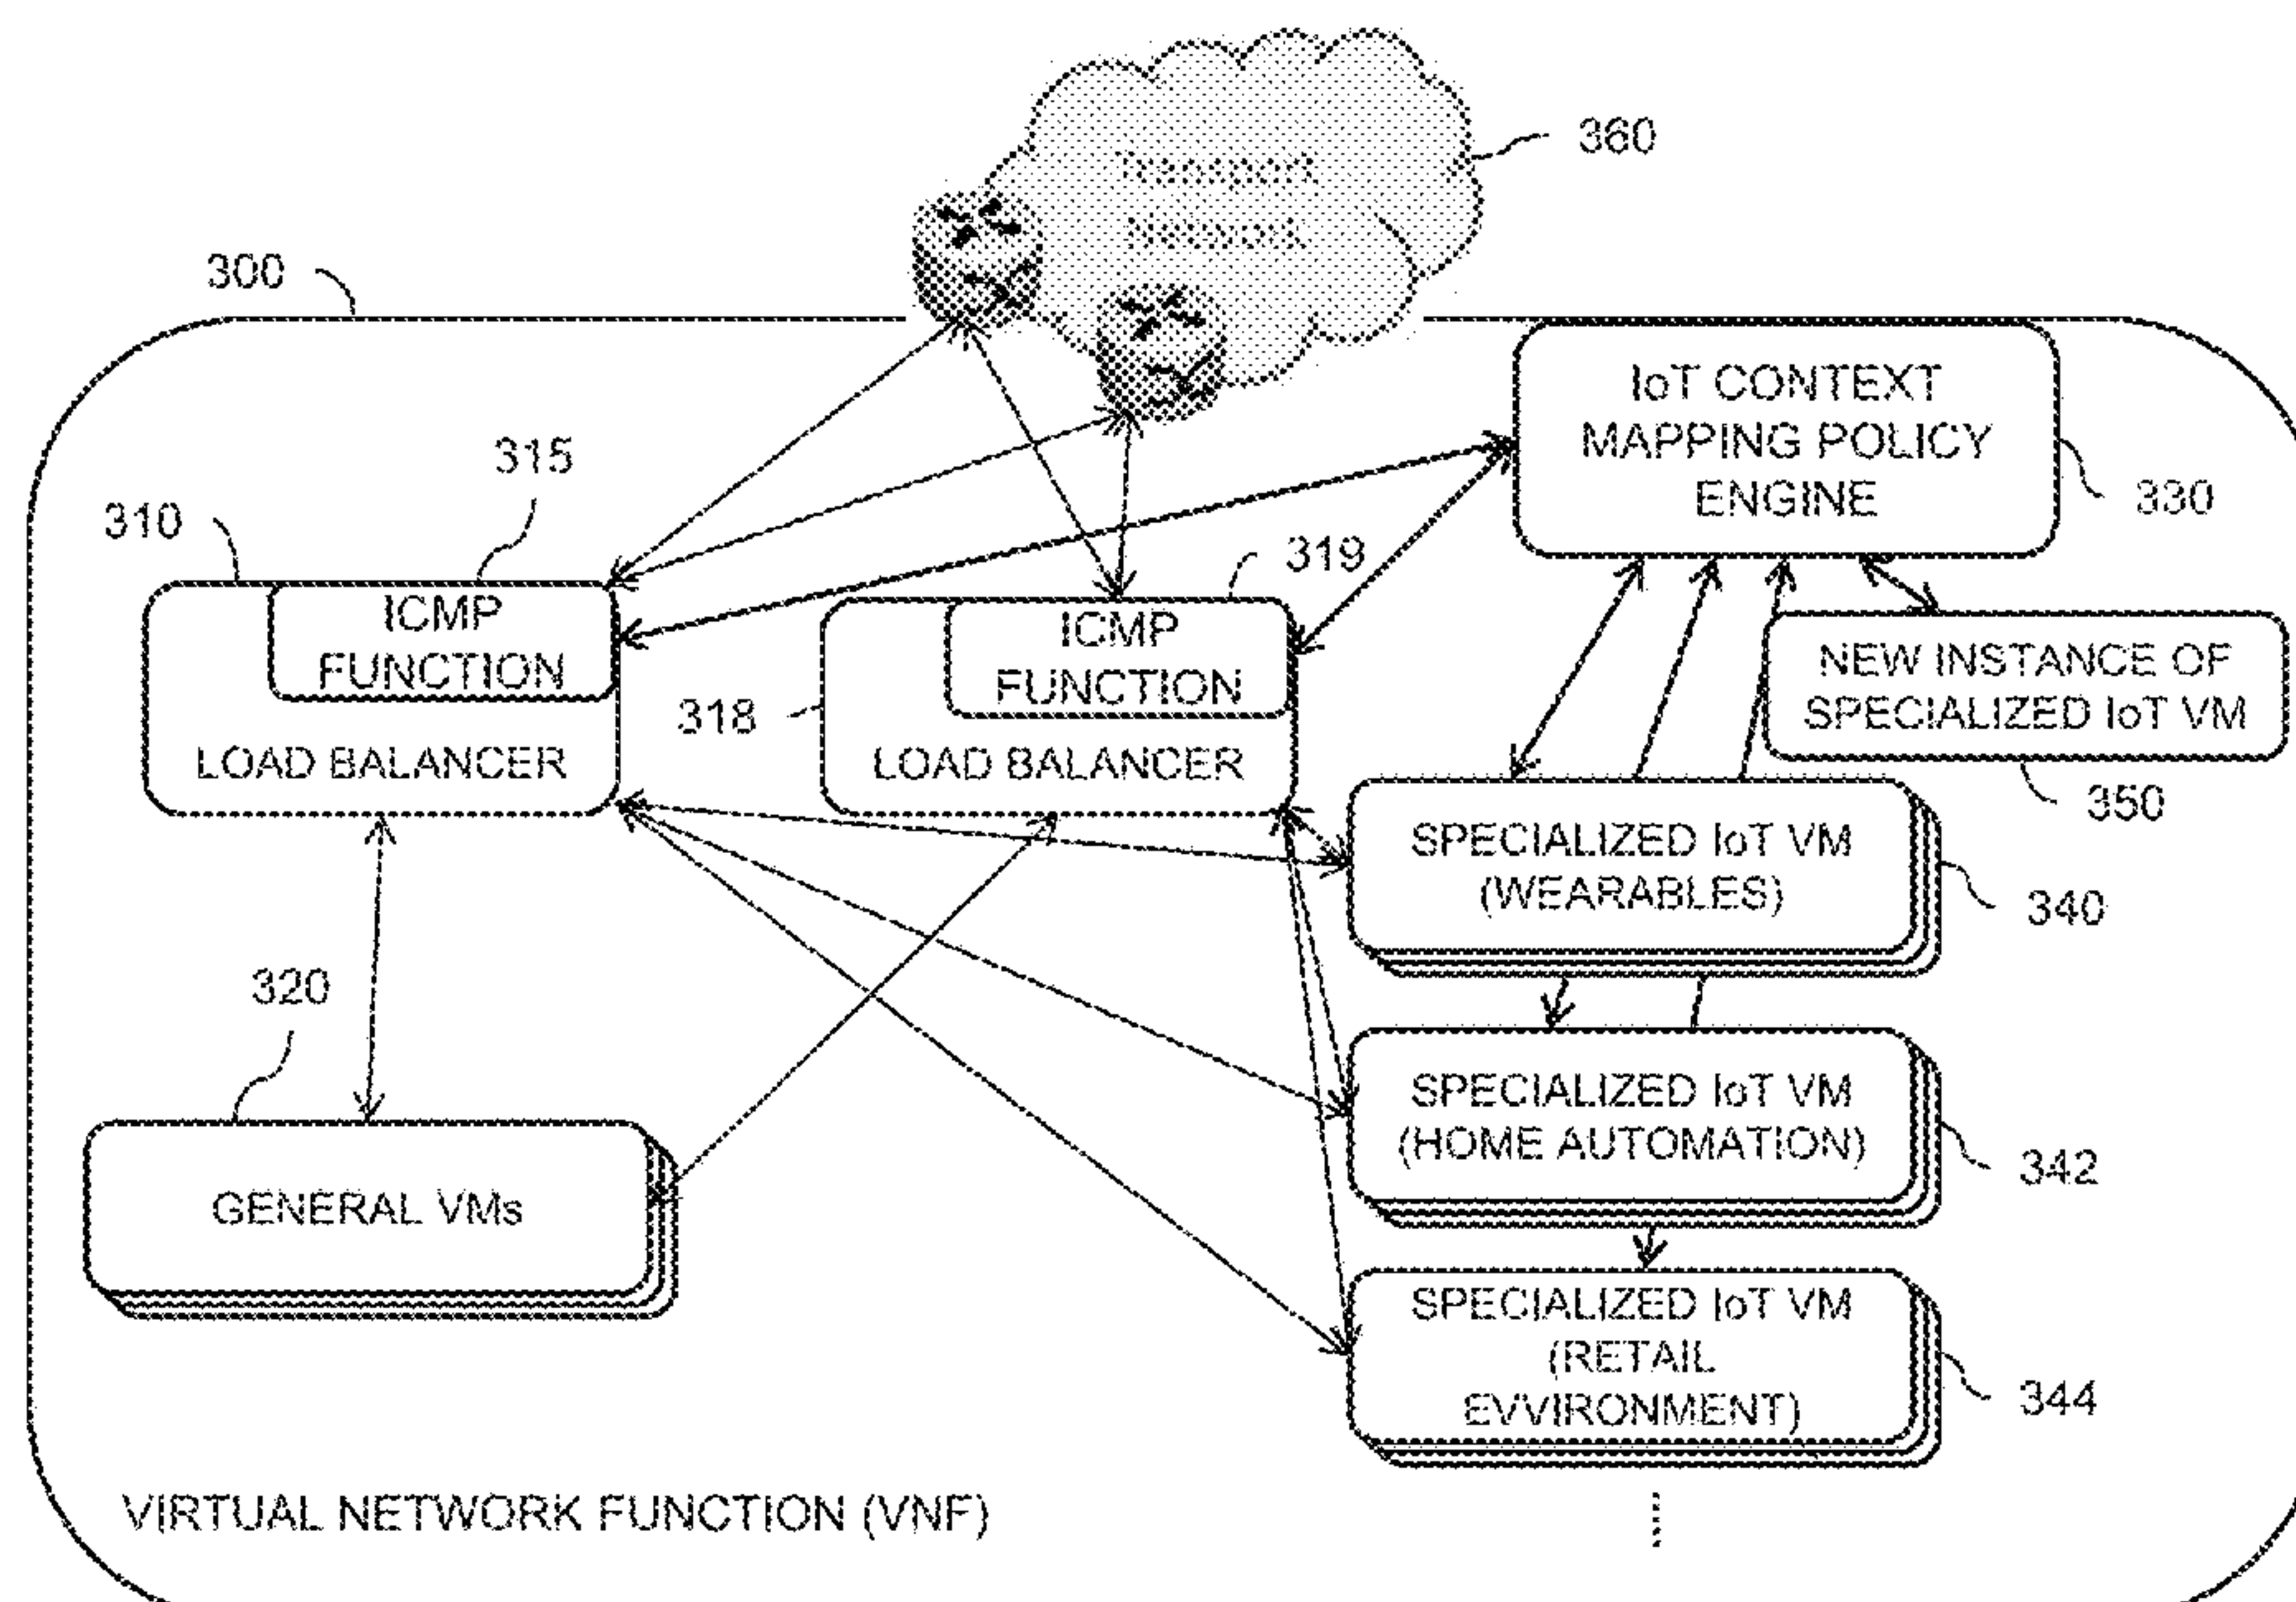 360
Transport
Network
300
315
310
IoT CONTEXT
MAPPING POLICY
ENGINE
330
319
ICMP
FUNCTION
LOAD BALANCER
318
ICMP
FUNCTION
LOAD BALANCER
NEW INSTANCE OF
SPECIALIZED IoT VM
350
SPECIALIZED IoT VM
(WEARABLES)
340
320
GENERAL VMs
SPECIALIZED IoT VM
(HOME AUTOMATION)
342
SPECIALIZED IoT VM
(RETAIL
EVVIRONMENT)
344
VIRTUAL NETWORK FUNCTION (VNF)